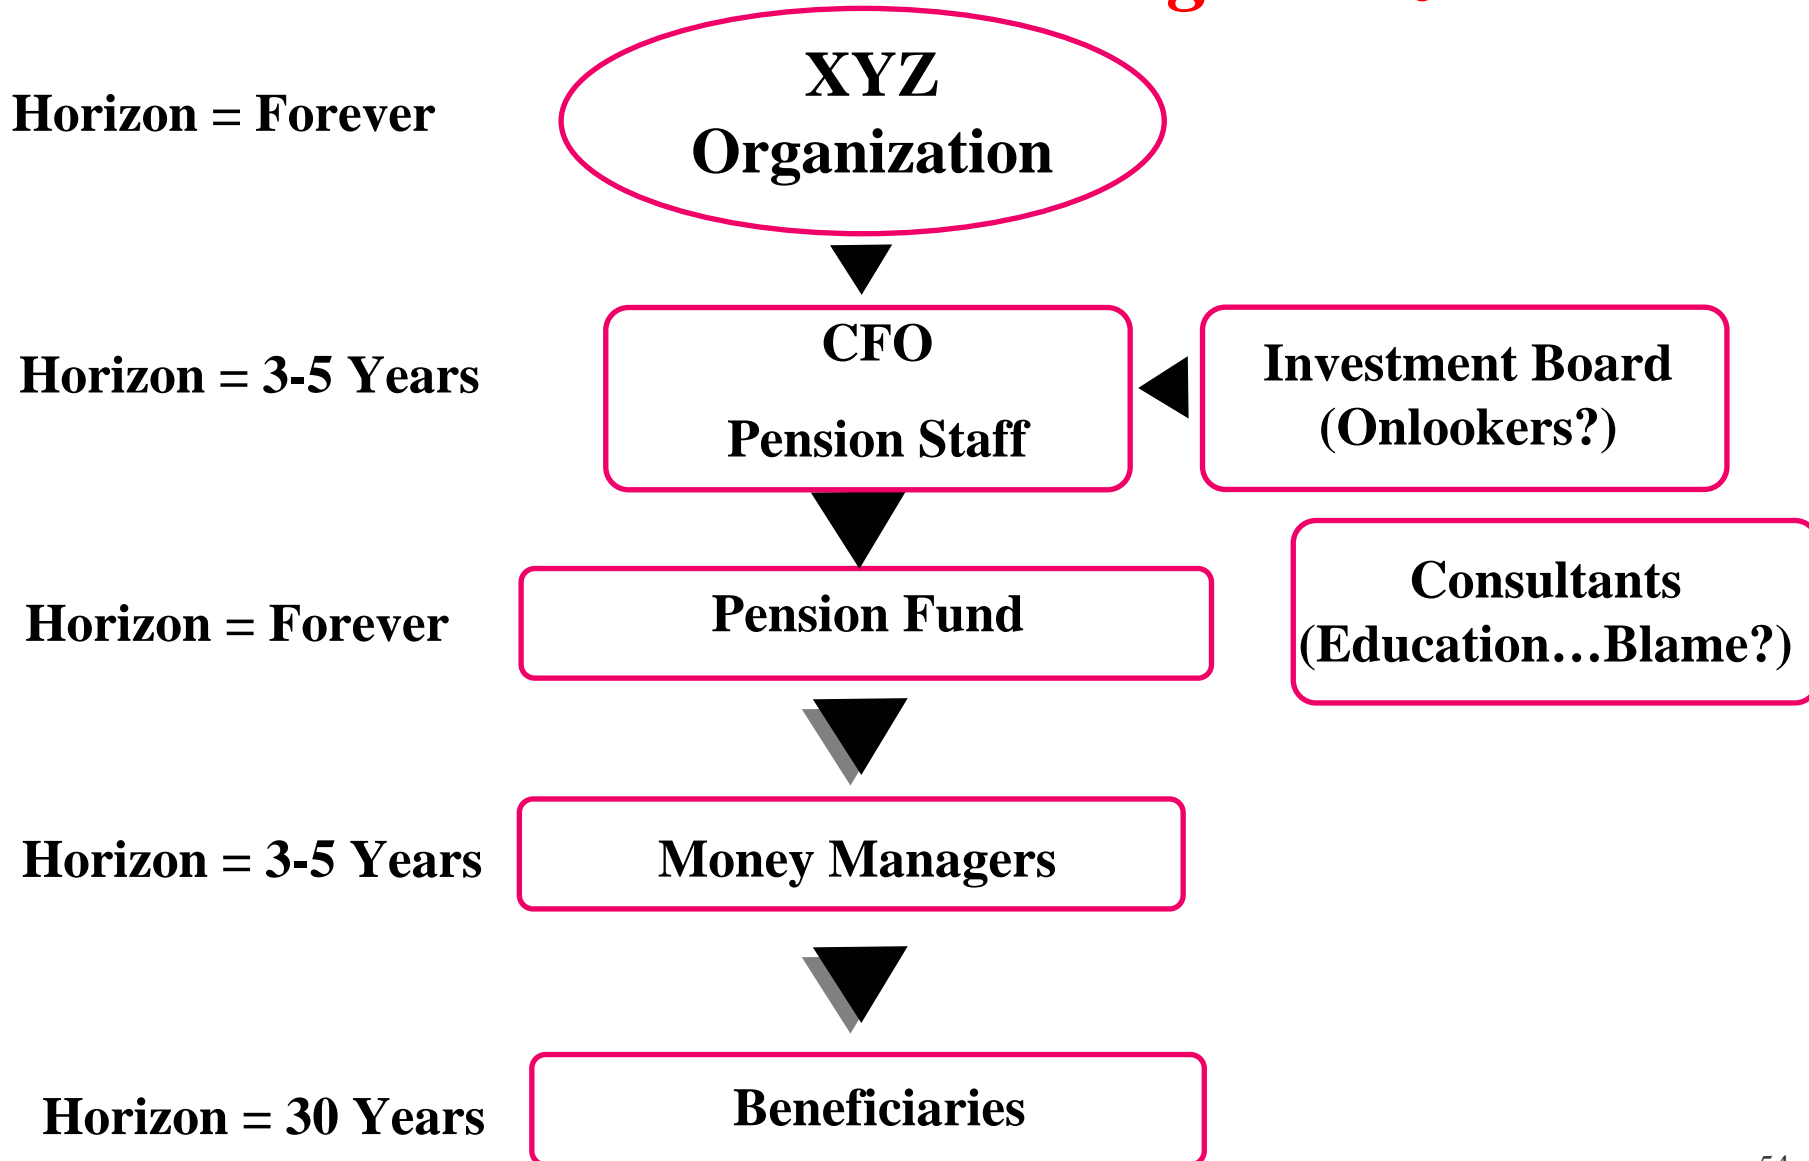 XYZ
Organization
Horizon = Forever
CFO
Pension Staff
Horizon = 3-5 Years
Investment Board
(Onlookers?)
Pension Fund
Horizon = Forever
Consultants
(Education…Blame?)
Money Managers
Horizon = 3-5 Years
Beneficiaries
Horizon = 30 Years